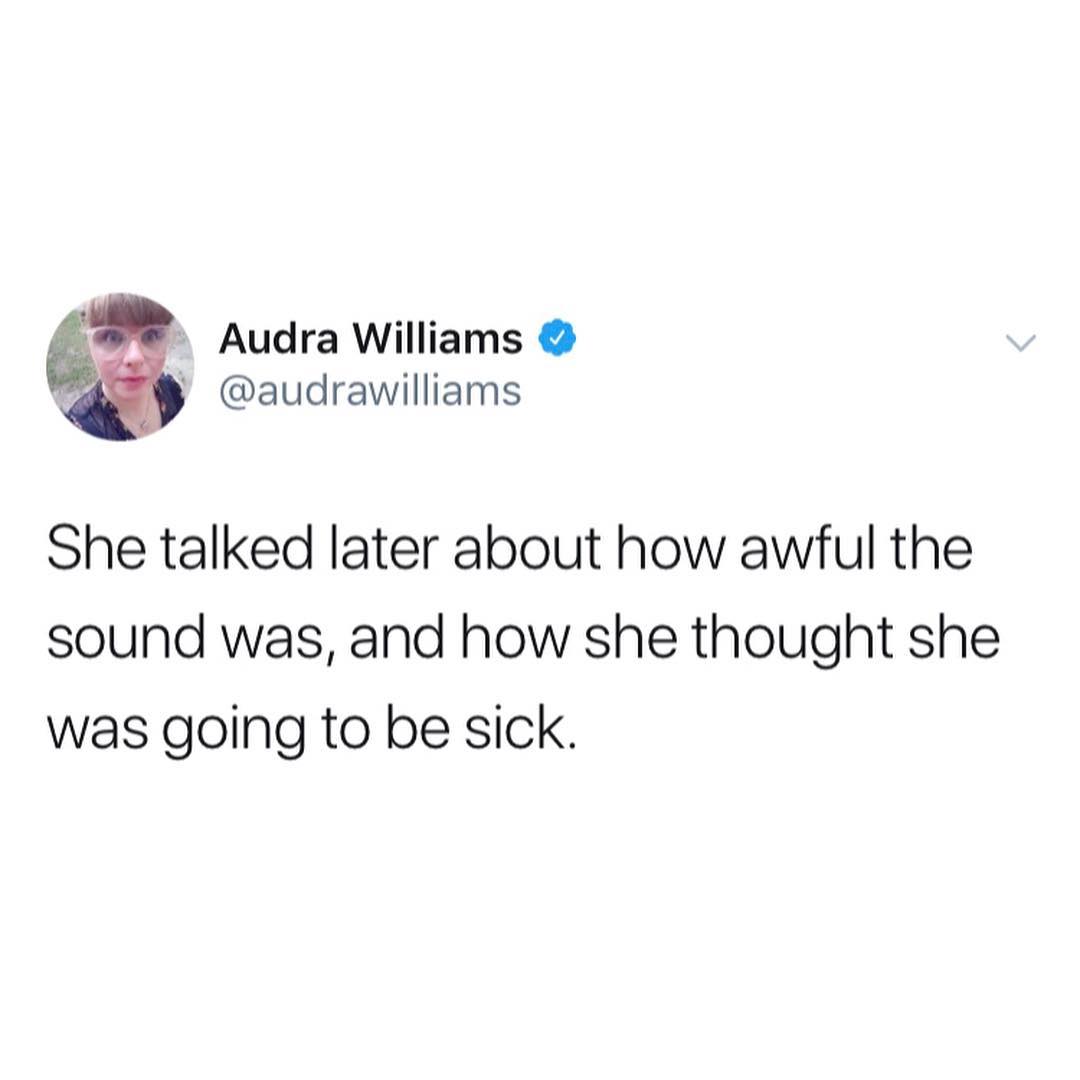 Audra Williams
@audrawilliams
She talked later about how awful the
sound was, and how she thought she
was going to be sick.